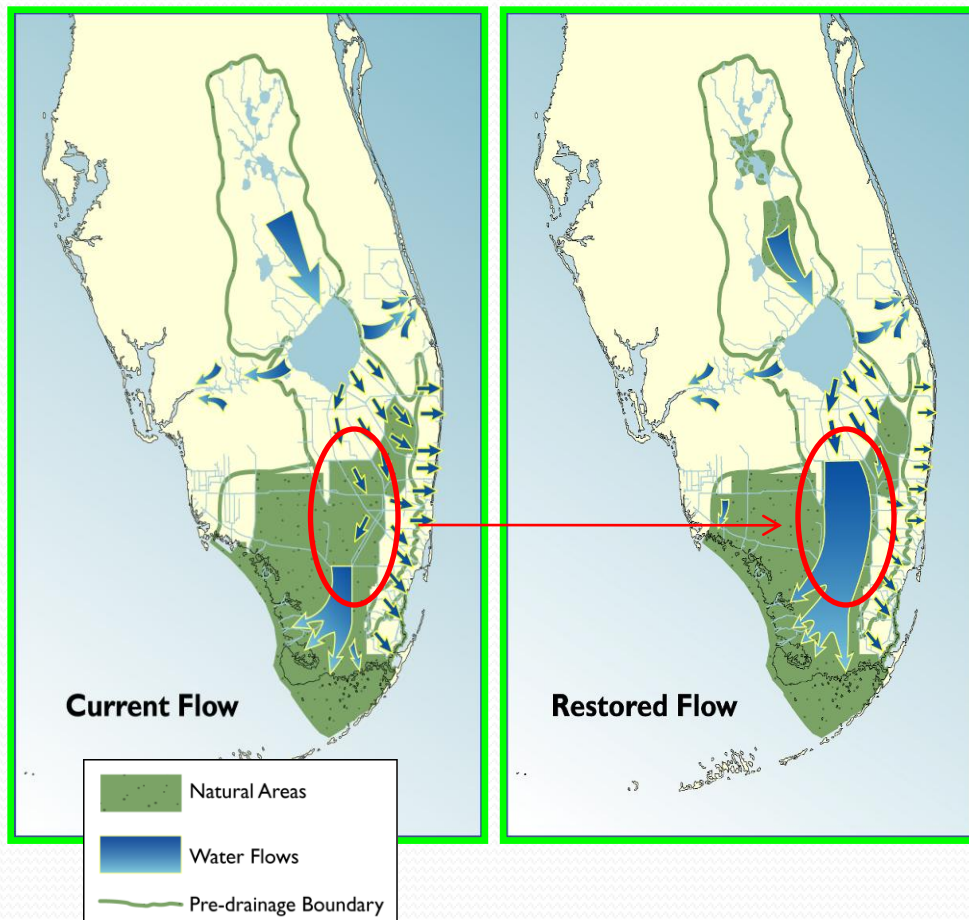 Current Flow
Restored Flow
Natural Areas
Water Flows
Pre-drainage Boundary